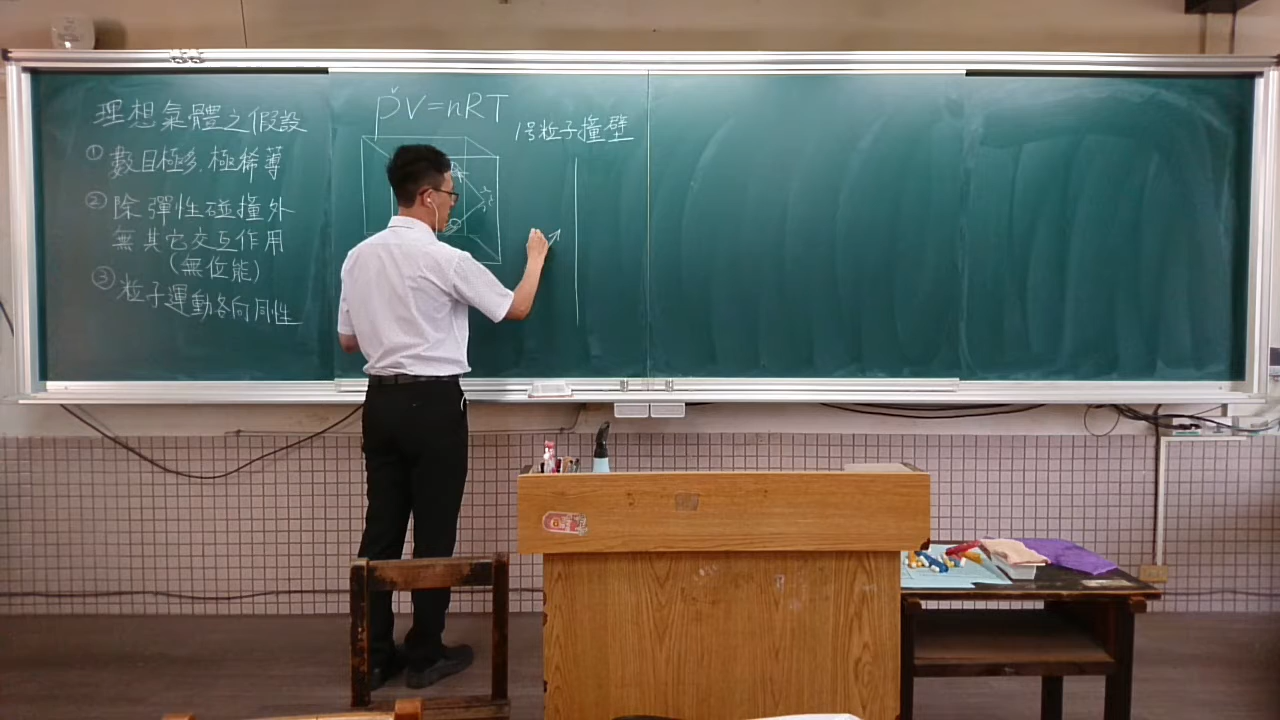 理想氣體之假設
① 數目極多、極稀薄
② 除彈性碰撞外
無其它交互作用
(無位能)
③ 粒子運動各向同性
pV=nRT
1號粒子撞壁